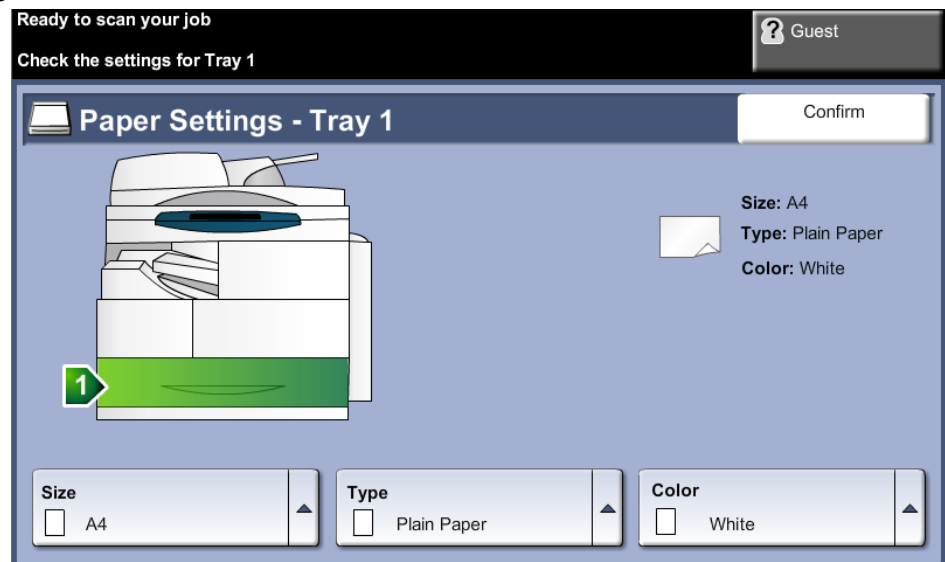 Ready to scan your job
Guest
Check the settings for Tray 1
Paper Settings - Tray 1
Confirm
Size: A4
Type: Plain Paper
Color: White
1
Size
A4
Type
Plain Paper
Color
White